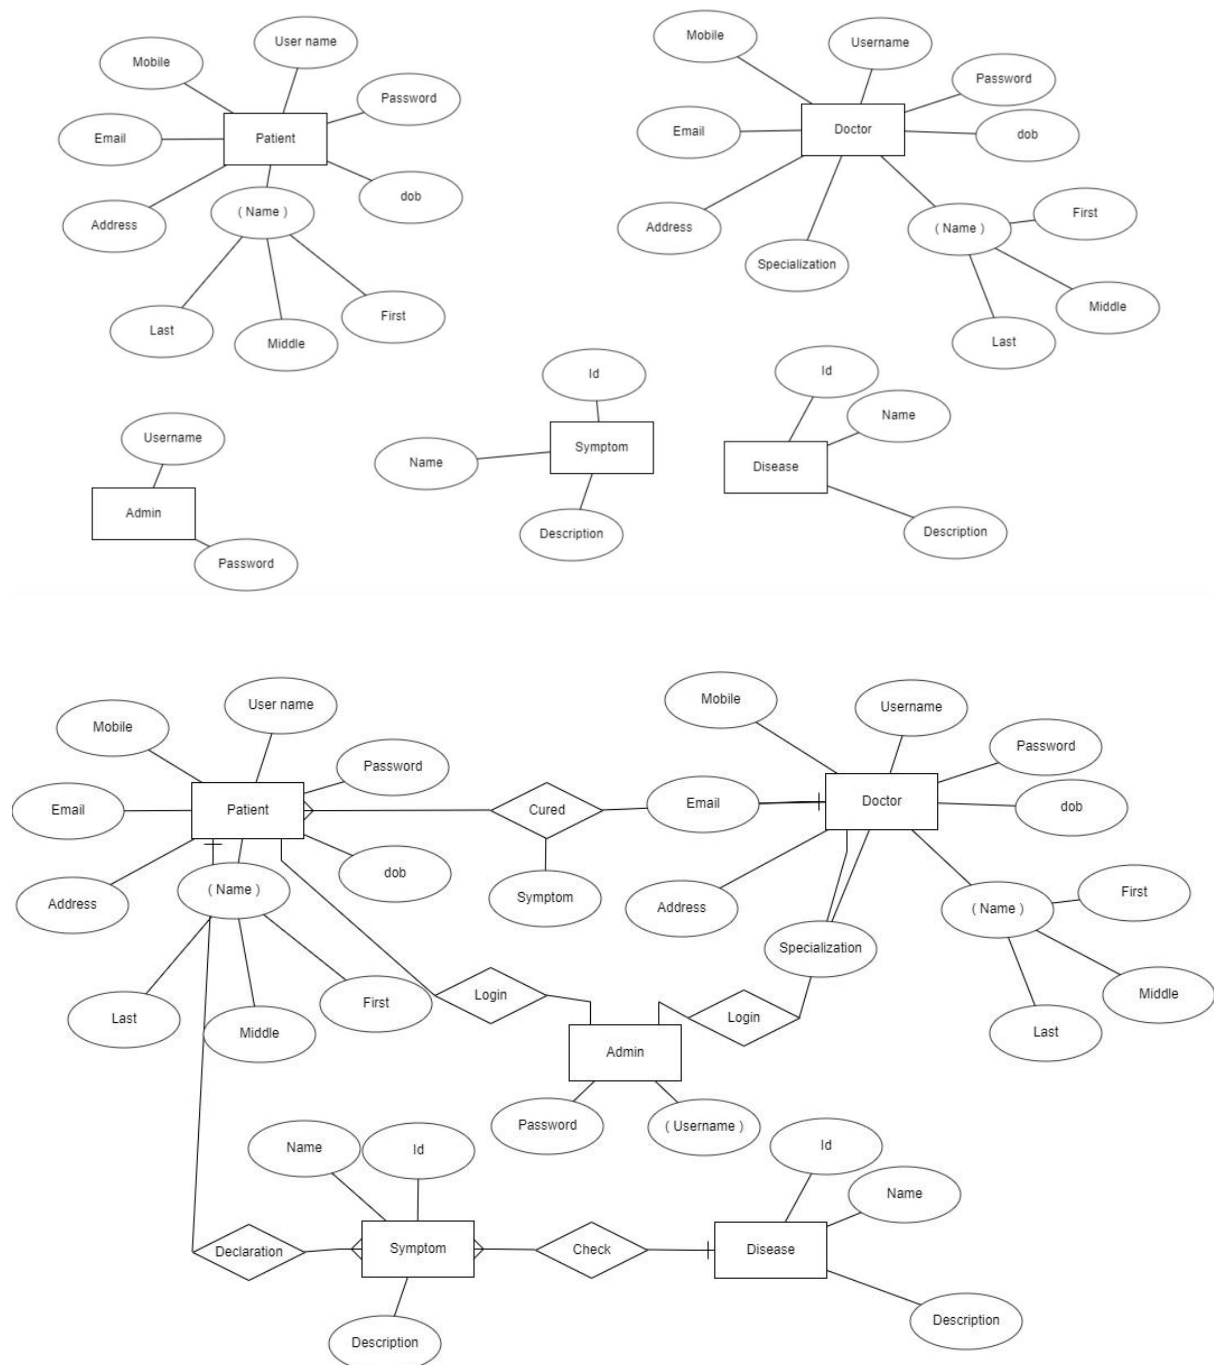 User name
Mobile
Password
Email
Patient
dob
( Name )
Address
First
Last
Middle
Mobile
Username
Password
Email
Doctor
dob
First
Address
( Name )
Specialization
Middle
Last
Id
Name
Symptom
Description
Id
Name
Disease
Description
Username
Admin
Password
User name
Mobile
Password
Email
Patient
dob
Address
( Name )
First
Last
Middle
Cured
Symptom
Mobile
Username
Password
Email
Doctor
dob
First
Address
( Name )
Specialization
Middle
Last
Login
Login
Admin
Password
( Username )
Name
Id
Declaration
Symptom
Check
Description
Id
Name
Disease
Description